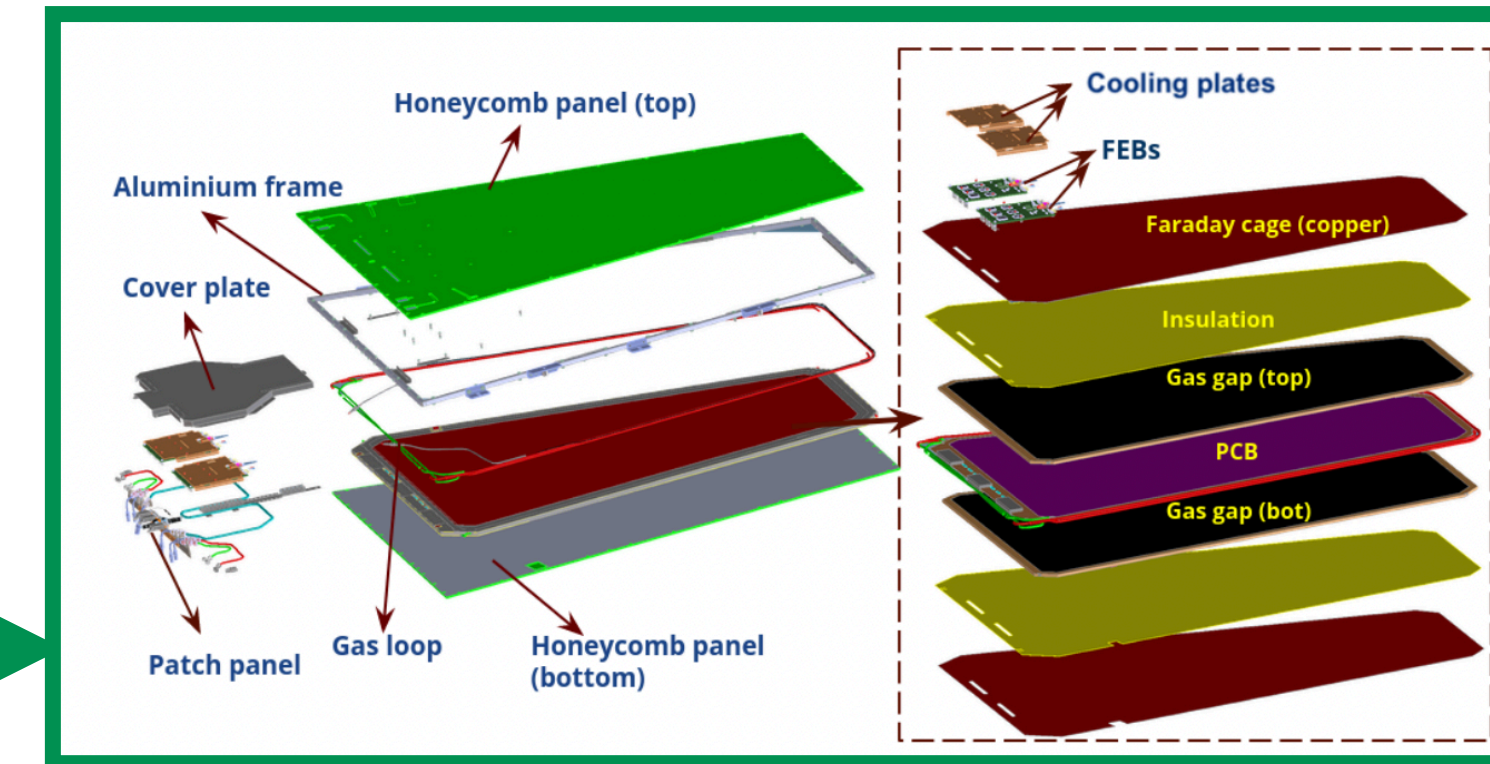 Honeycomb panel (top)
Aluminium frame
Cover plate
Patch panel
Gas loop
Honeycomb panel
(bottom)
Cooling plates
FEBs
Faraday cage (copper)
Insulation
Gas gap (top)
PCB
Gas gap (bot)